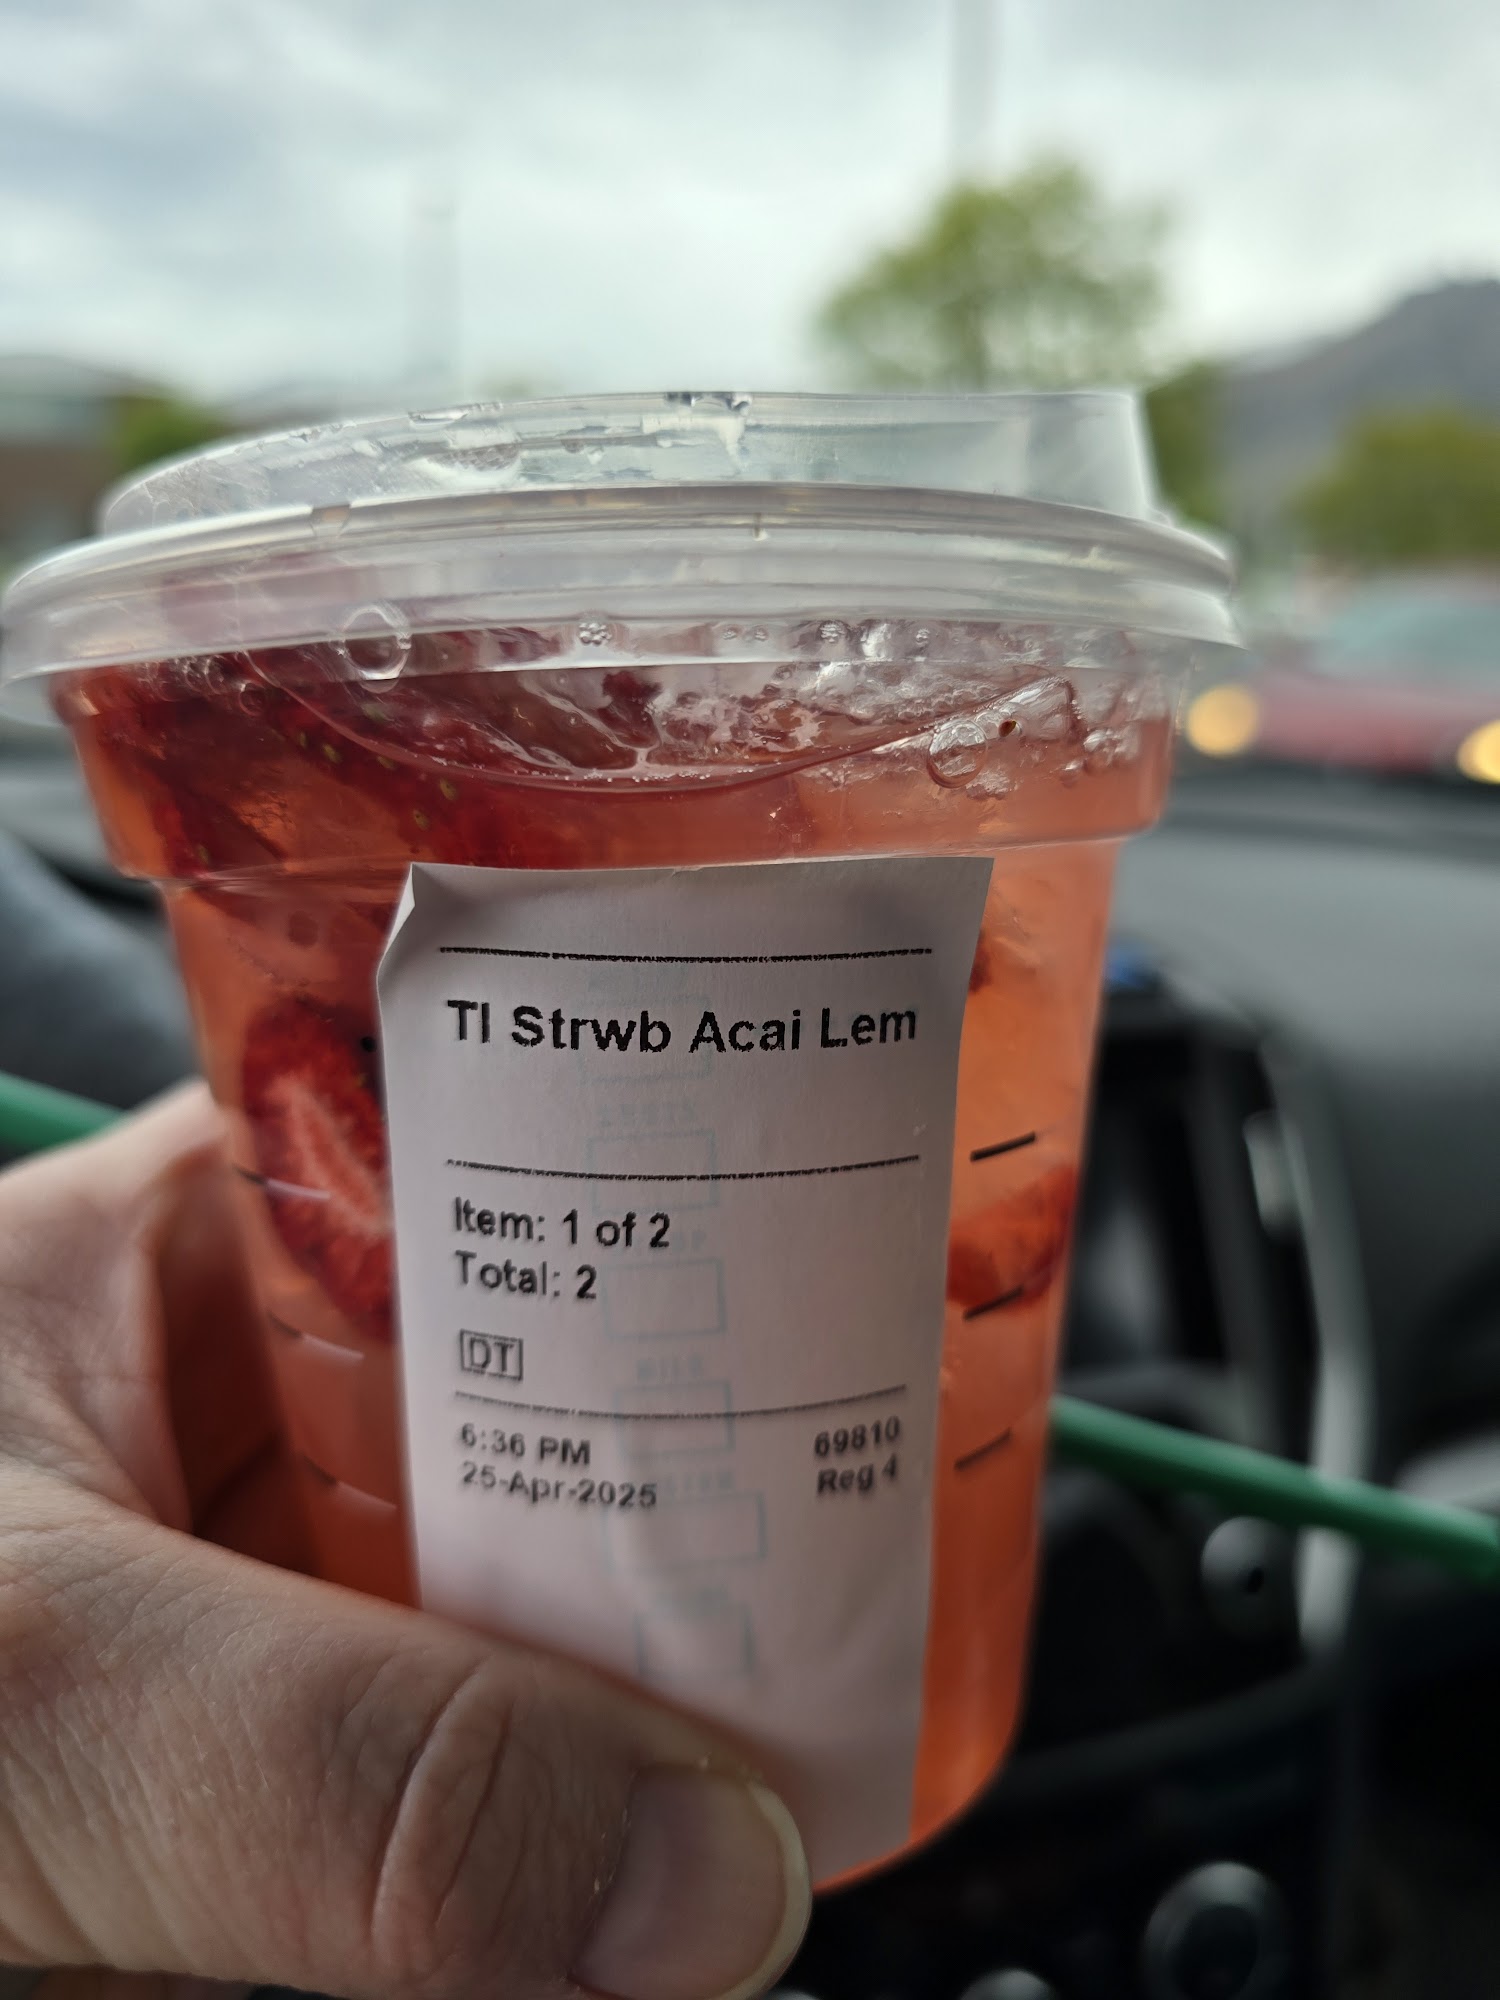 TI Strwb Acai Lem
Item: 1 of 2
Total: 2
DT
6:36 PM 69810
25-Apr-2025 Reg 4